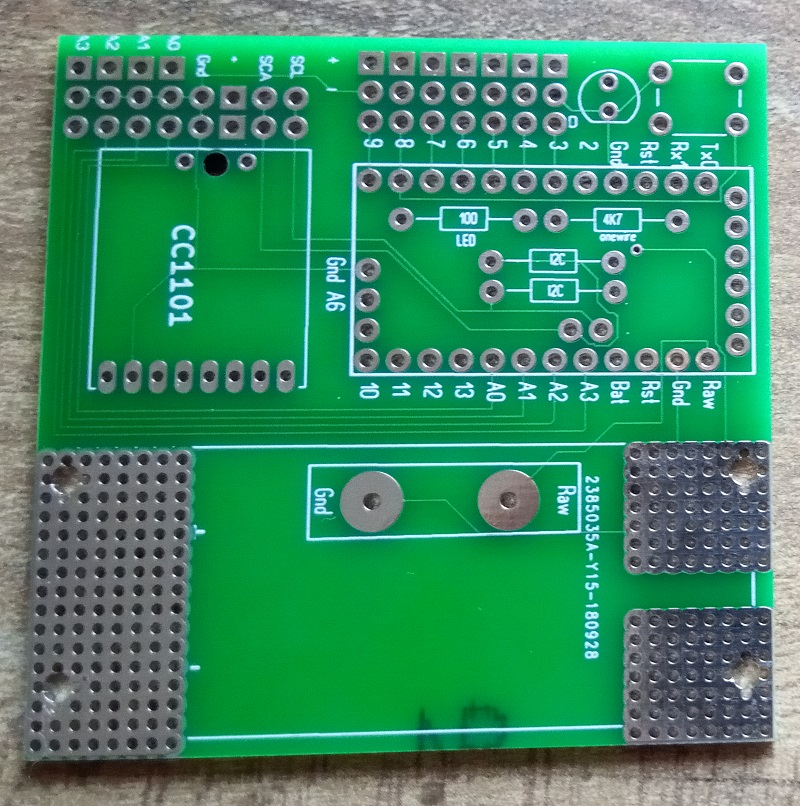 A3 A2 A1 A0 Gnd + SCA SCL
+
-
9 8 7 6 5 4 3 2 Gnd Rst Rx1 Tx0
100
LED
4K7
onewire
I2C
I2C
CC1101
Gnd A6
10 11 12 13 A0 A1 A2 A3 Bat Rst Gnd Raw
Gnd
Raw
2385035A-Y15-180928